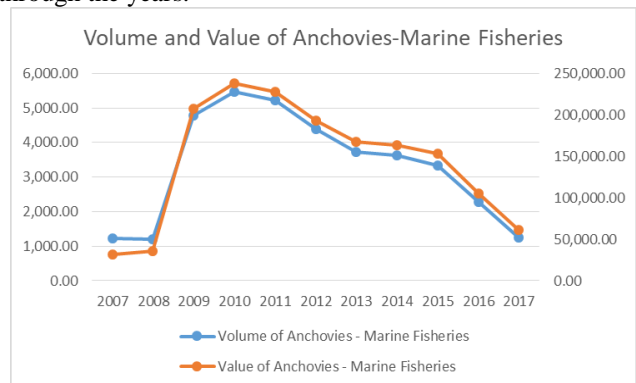 through the years.
Volume and Value of Anchovies-Marine Fisheries
6,000.00 250,000.00
5,000.00 200,000.00
4,000.00 150,000.00
3,000.00
2,000.00 100,000.00
1,000.00 50,000.00
0.00 0.00
2007 2008 2009 2010 2011 2012 2013 2014 2015 2016 2017
Volume of Anchovies - Marine Fisheries
Value of Anchovies - Marine Fisheries